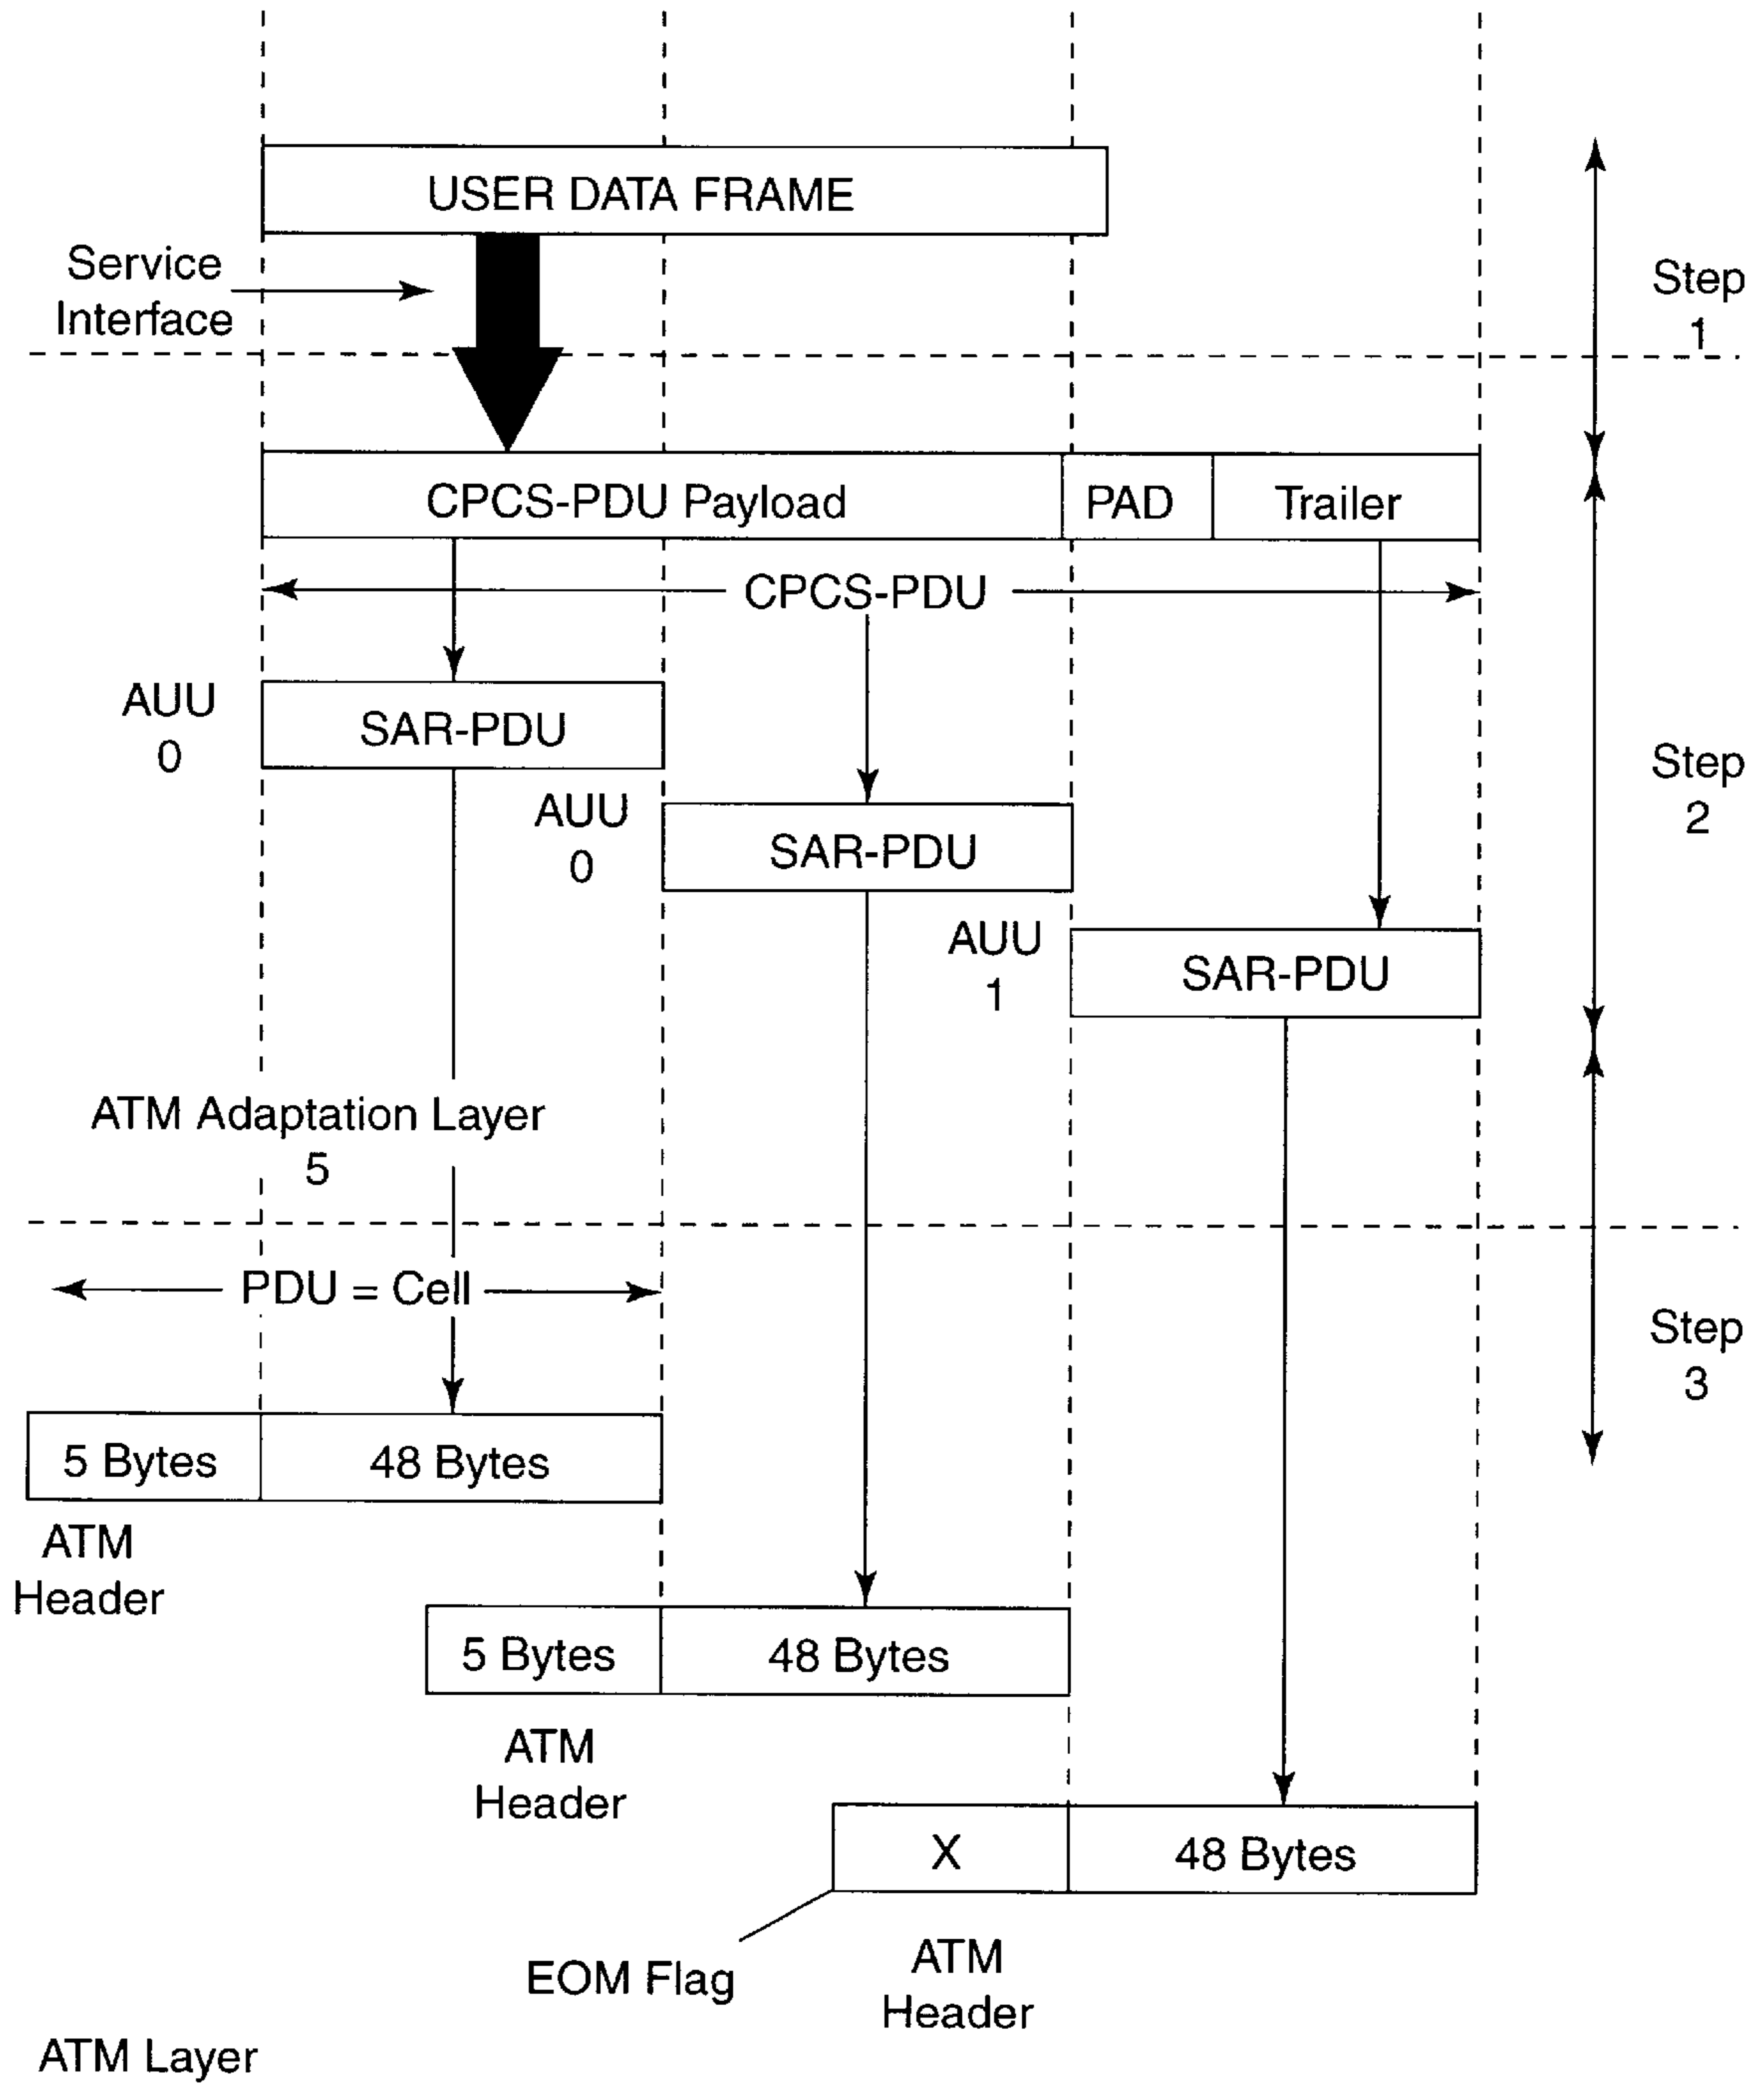 USER DATA FRAME
Service
Interface
Step
1
CPCS-PDU Payload
PAD
Trailer
CPCS-PDU
AUU
0
SAR-PDU
AUU
0
SAR-PDU
Step
2
AUU
1
SAR-PDU
ATM Adaptation Layer
5
PDU = Cell
Step
3
5 Bytes
48 Bytes
ATM
Header
5 Bytes
48 Bytes
ATM
Header
X
48 Bytes
EOM Flag
ATM
Header
ATM Layer